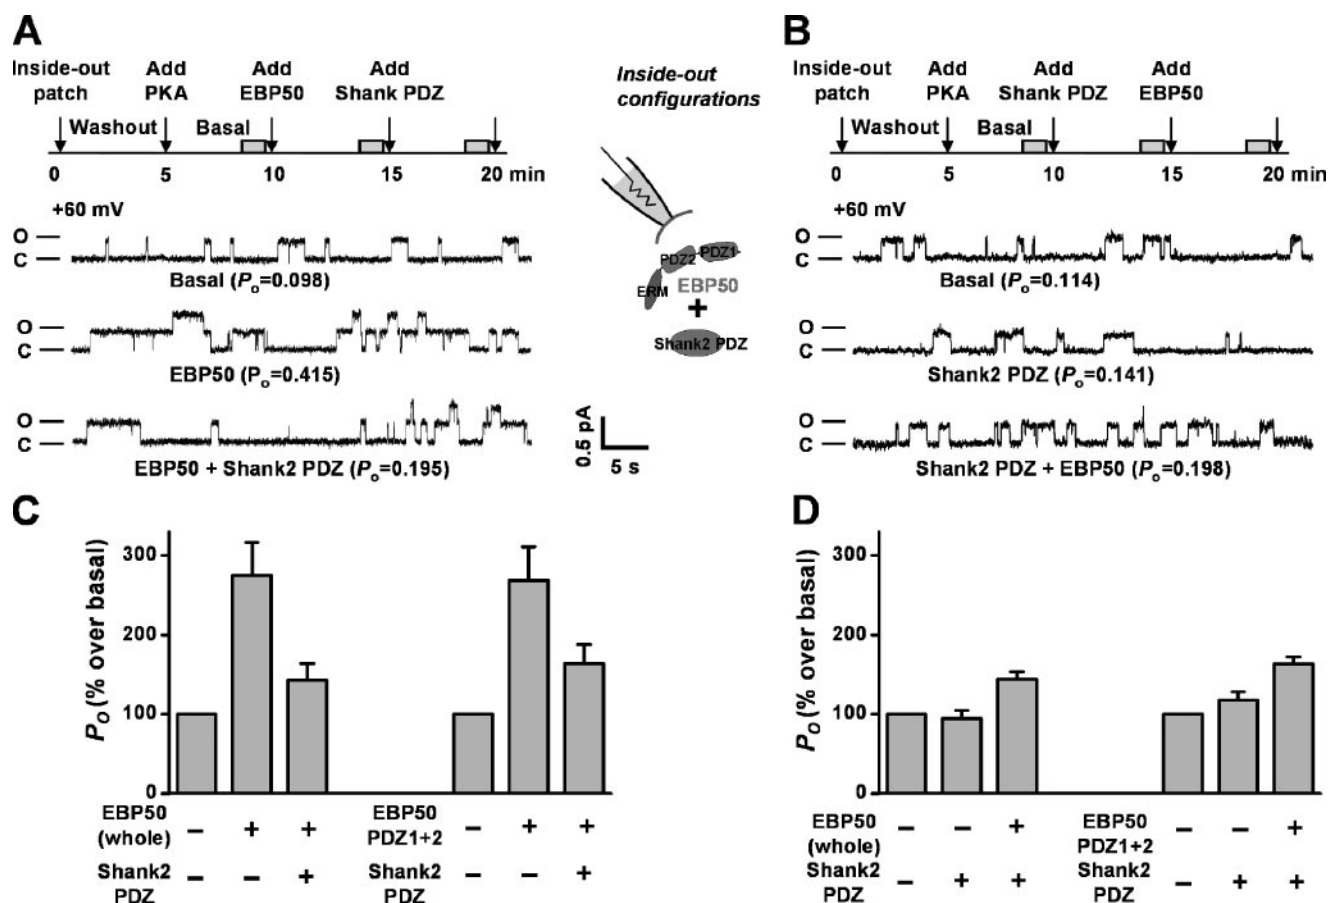 A
Inside-out patch
Add PKA
Add EBP50
Add Shank PDZ
Washout
Basal
0 5 10 15 20 min
+60 mV
O
C
Basal (Po=0.098)
O
C
EBP50 (Po=0.415)
O
C
EBP50 + Shank2 PDZ (Po=0.195)
Inside-out
configurations
PDZ2
PDZ1
ERM
EBP50
+
Shank2 PDZ
0.5 pA
5 s
B
Inside-out patch
Add PKA
Add Shank PDZ
Add EBP50
Washout
Basal
0 5 10 15 20 min
+60 mV
O
C
Basal (Po=0.114)
O
C
Shank2 PDZ (Po=0.141)
O
C
Shank2 PDZ + EBP50 (Po=0.198)
C
PO (% over basal)
300
200
100
0
EBP50 (whole) − + +
EBP50 PDZ1+2 − + +
Shank2 PDZ − − +
Shank2 PDZ − − +
D
PO (% over basal)
300
200
100
0
EBP50 (whole) − − +
EBP50 PDZ1+2 − − +
Shank2 PDZ − + +
Shank2 PDZ − + +